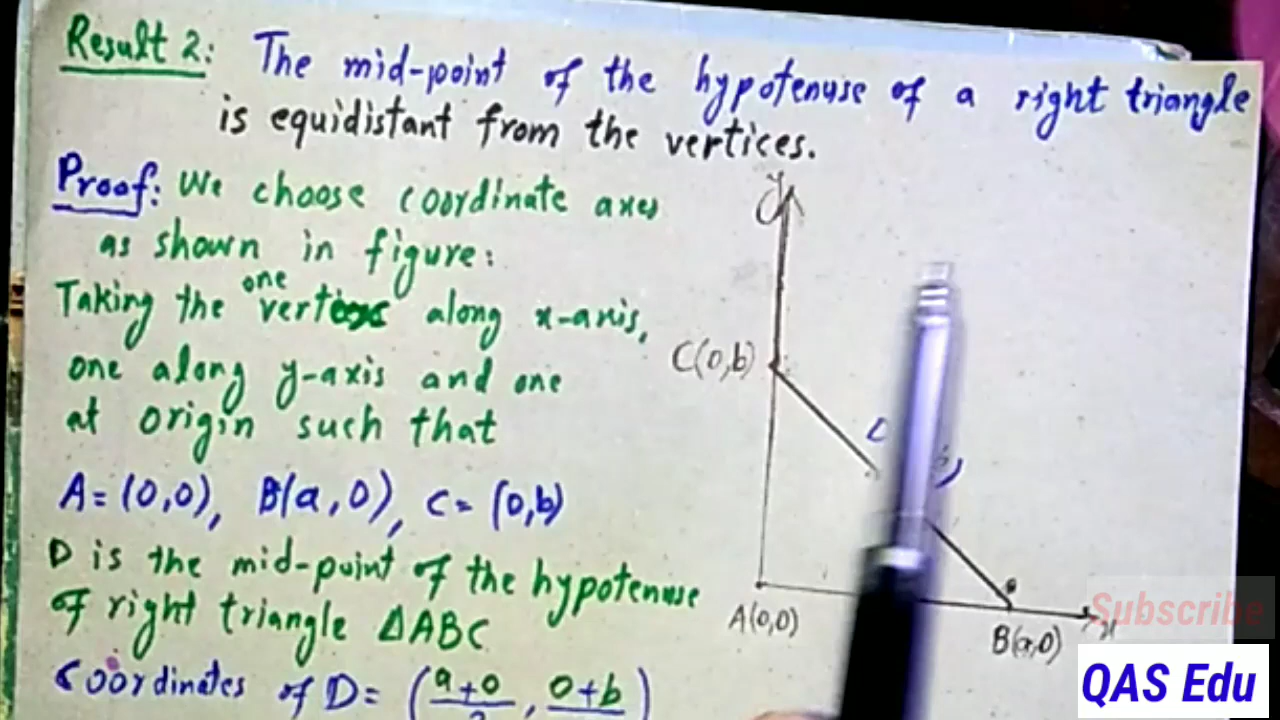 Result 2: The mid-point of the hypotenuse of a right triangle
is equidistant from the vertices.
Proof: We choose coordinate axes
as shown in figure:
Taking the one vertex along x-axis,
one along y-axis and one
at origin such that
A = (0,0), B(a,0), C = (0,b)
D is the mid-point of the hypotenuse
of right triangle ΔABC
Coordinates of D = (a+0/2, 0+b
y
C(0,b)
A(0,0)
B(a,0)
x
Subscribe
QAS Edu